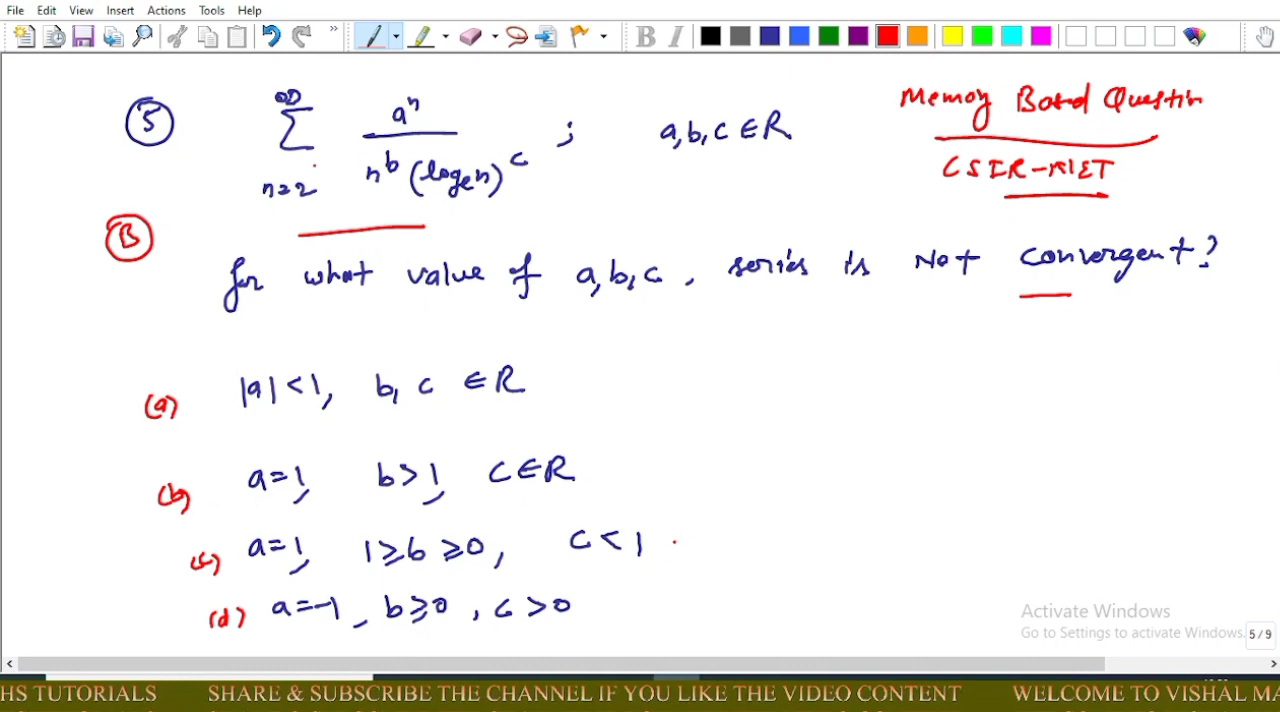 File Edit View Insert Actions Tools Help
B I
Memory Based Question
⑤ ∞∑n=2 a^n / n^b (log_e n)^c ; a, b, c ∈ R
CSIR-NET
Ⓑ
for what value of a, b, c, series is Not convergent?
(a) |a| < 1, b, c ∈ R
(b) a=1, b>1, c∈R
(c) a=1, 1≥b≥0, c<1
(d) a=-1, b≥0, c>0
Activate Windows
Go to Settings to activate Windows.
5/9
HS TUTORIALS SHARE & SUBSCRIBE THE CHANNEL IF YOU LIKE THE VIDEO CONTENT WELCOME TO VISHAL MA